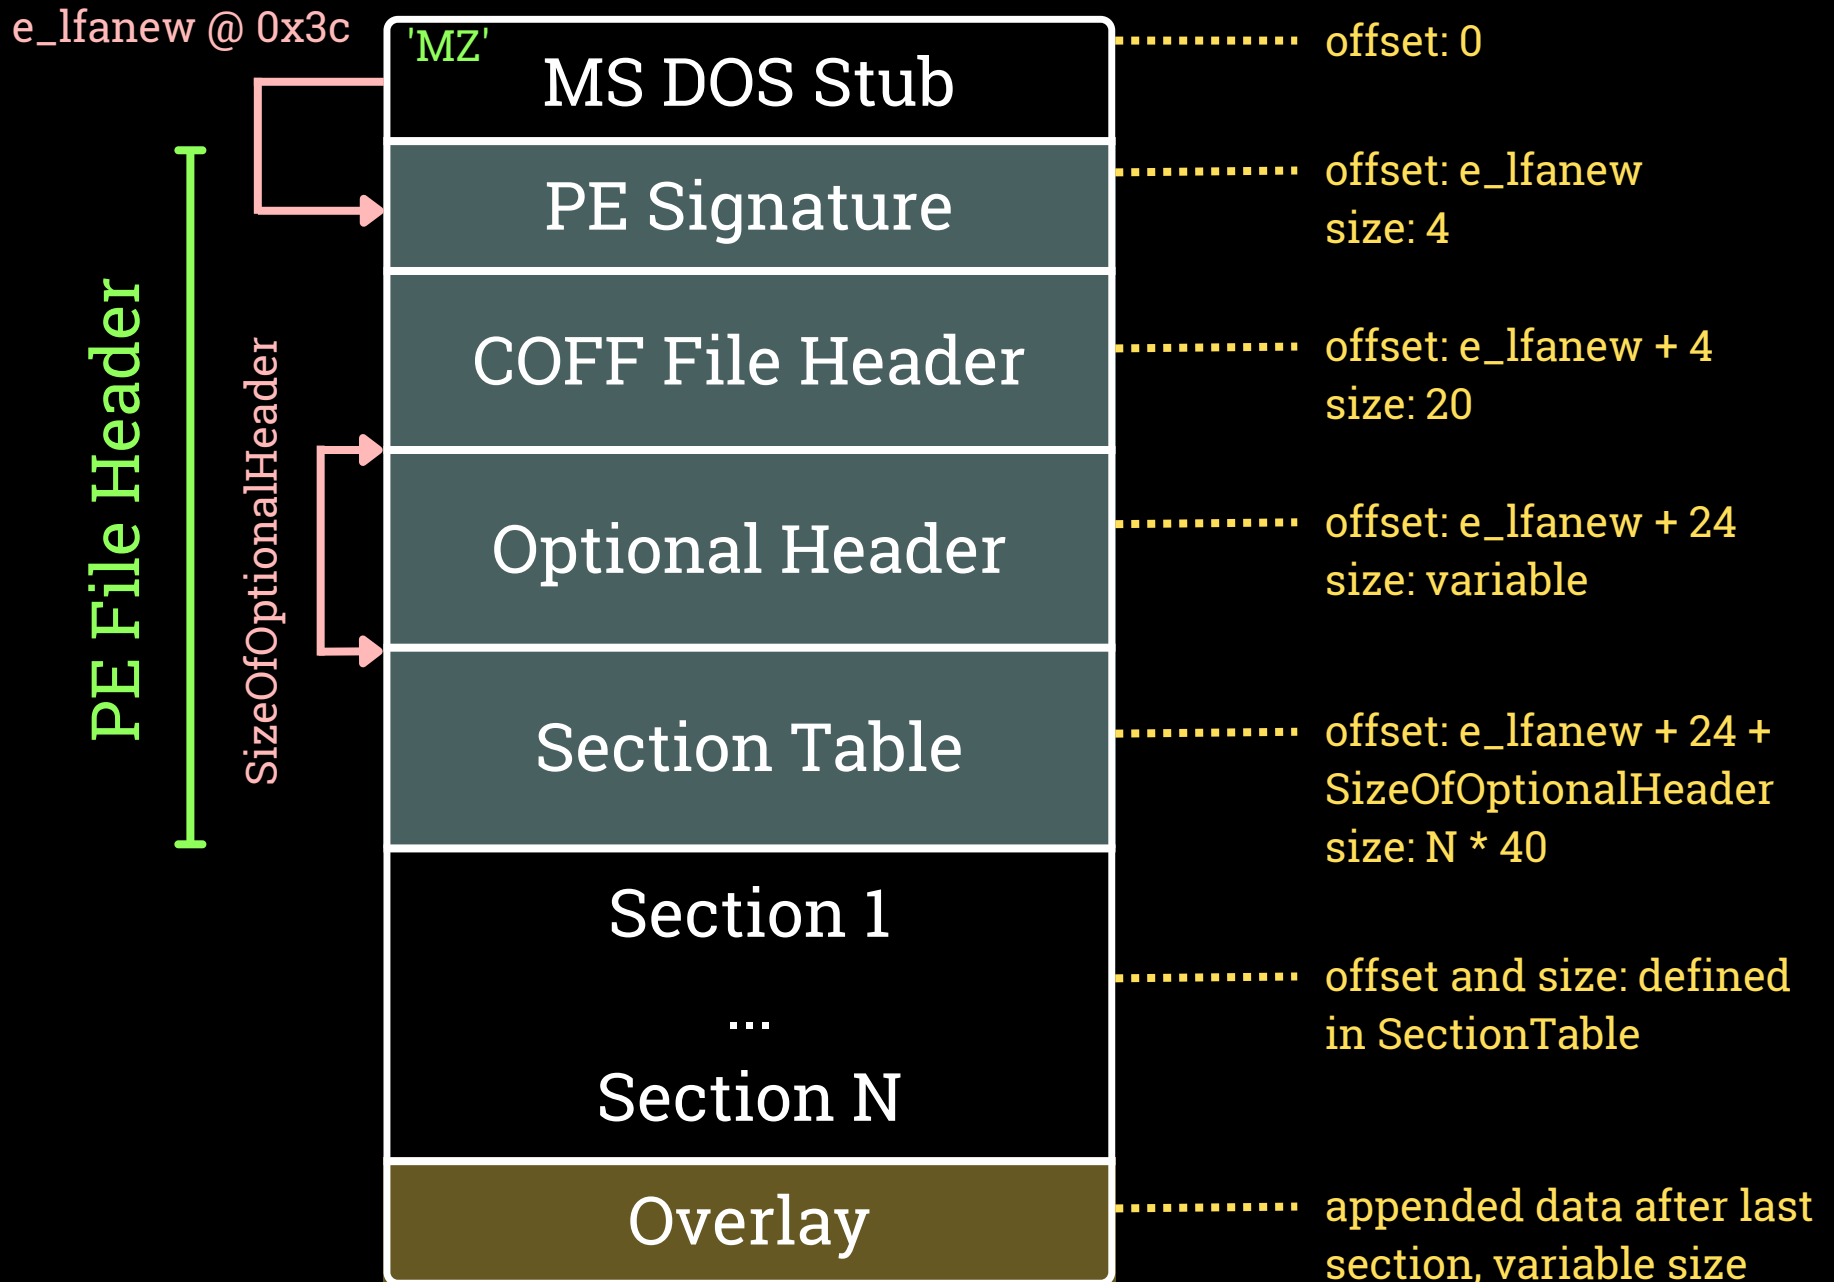 e_lfanew @ 0x3c
'MZ'
MS DOS Stub
offset: 0
PE Signature
offset: e_lfanew
size: 4
COFF File Header
offset: e_lfanew + 4
size: 20
PE File Header
SizeOfOptionalHeader
Optional Header
offset: e_lfanew + 24
size: variable
Section Table
offset: e_lfanew + 24 +
SizeOfOptionalHeader
size: N * 40
Section 1
...
Section N
offset and size: defined
in SectionTable
Overlay
appended data after last
section, variable size